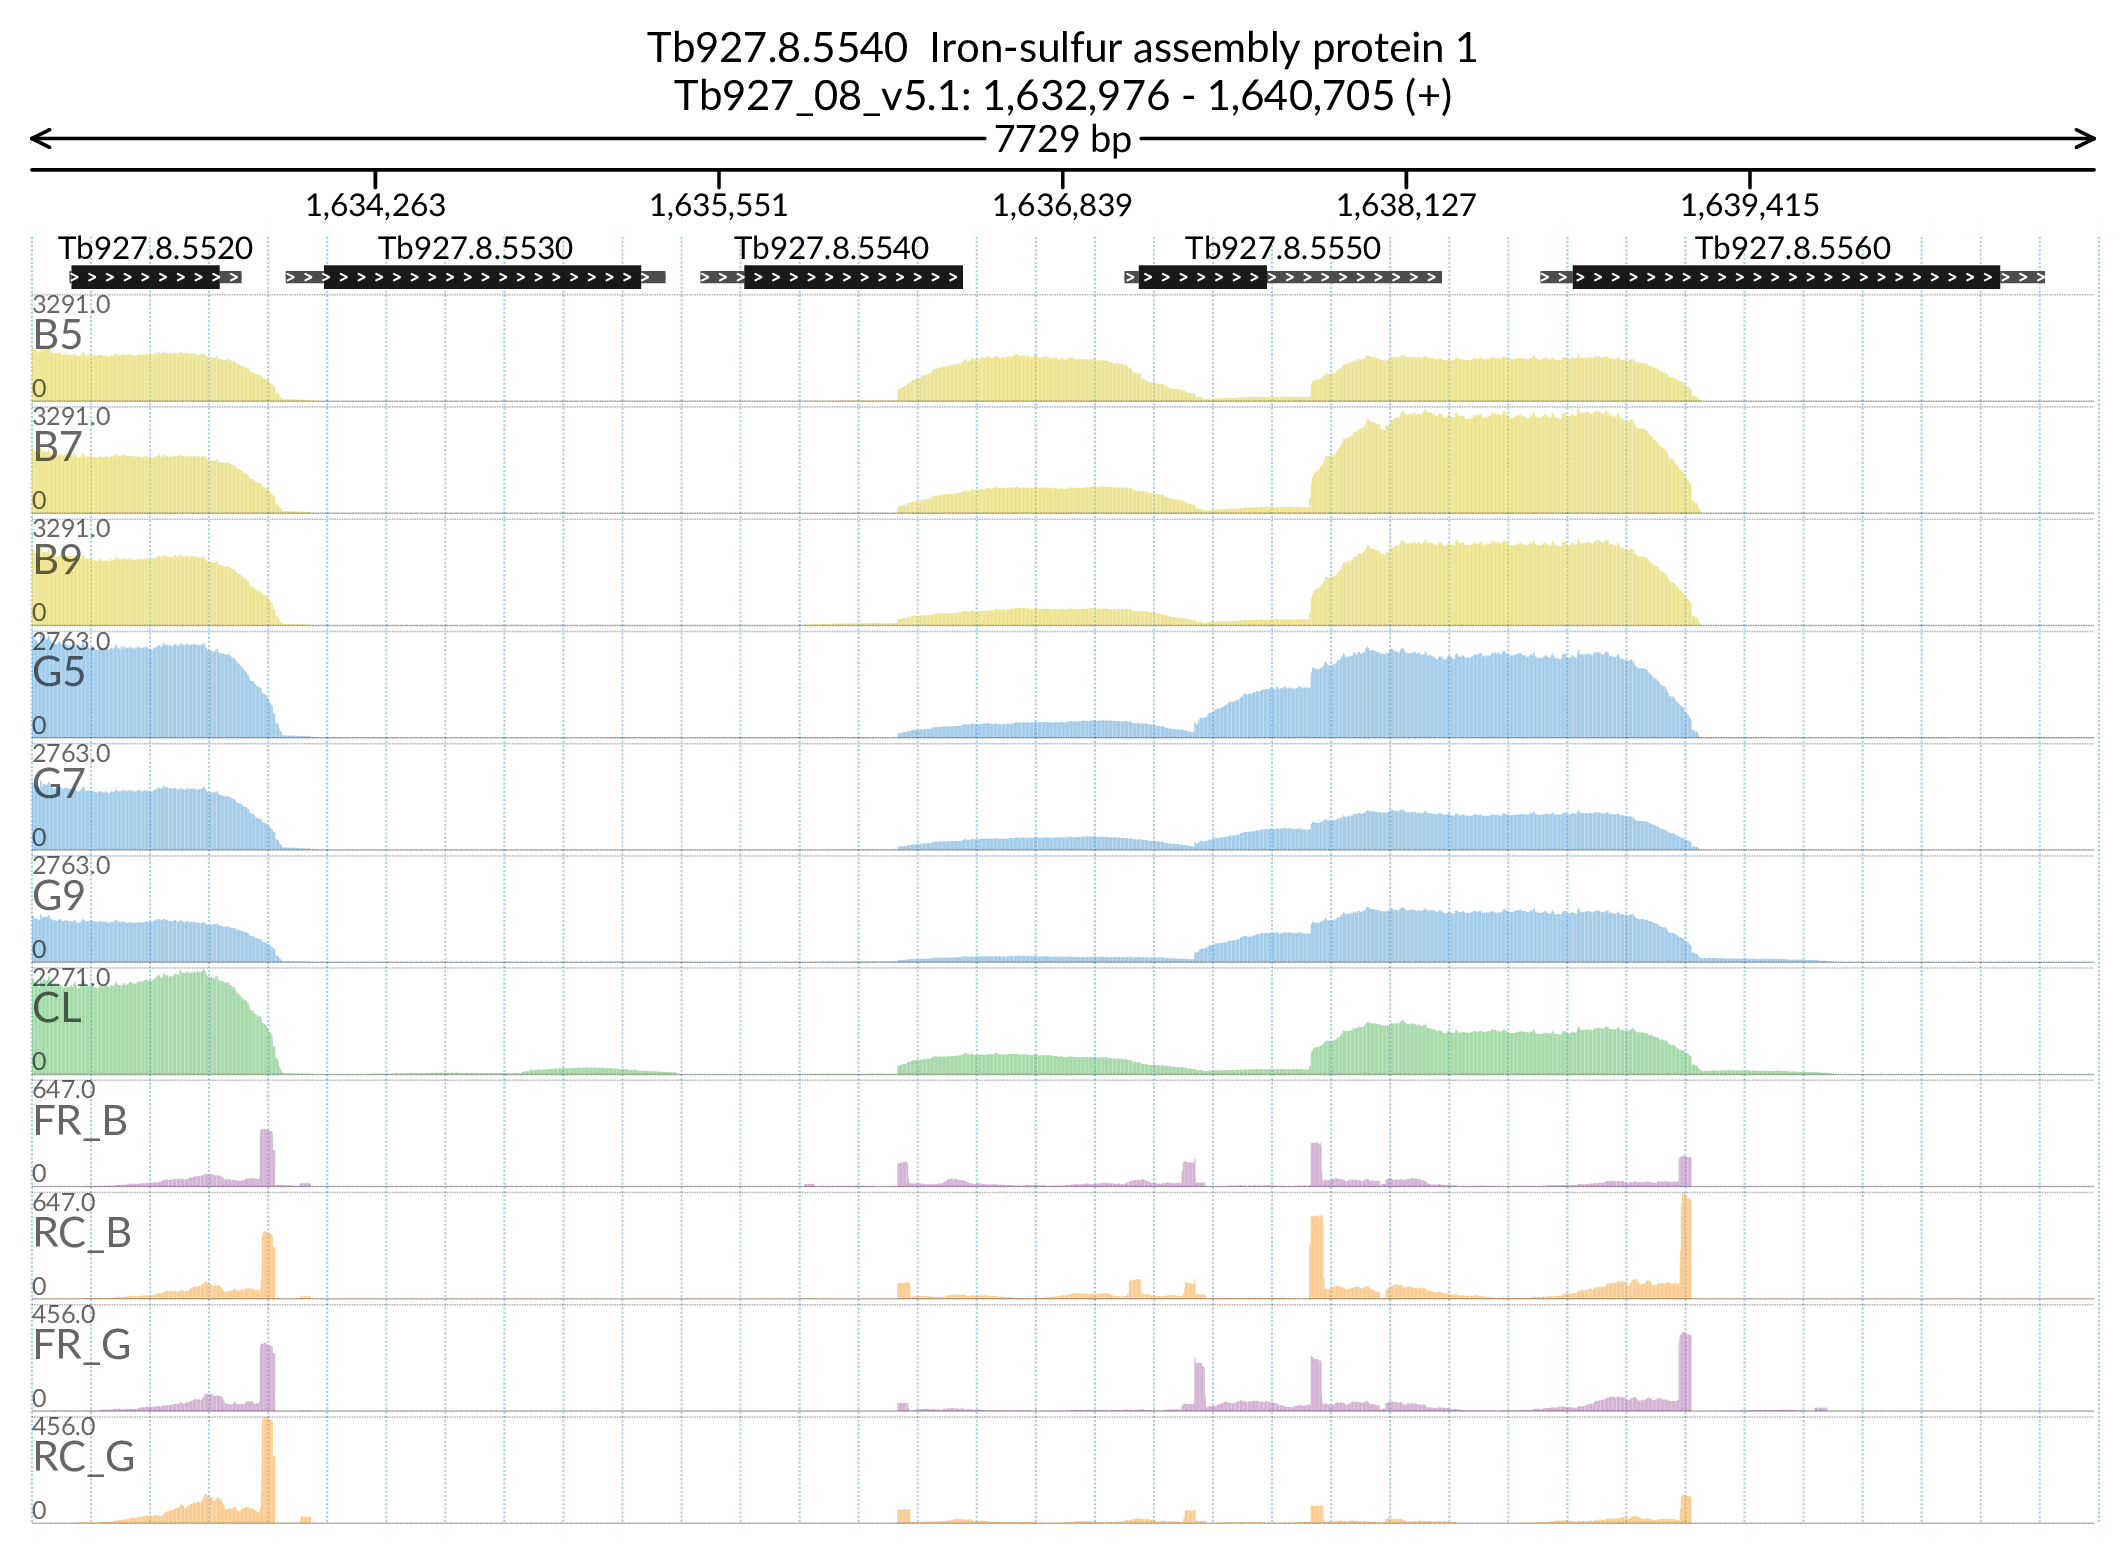 Tb927.8.5540  Iron-sulfur assembly protein 1
Tb927_08_v5.1: 1,632,976 - 1,640,705 (+)
7729 bp
1,634,263 1,635,551 1,636,839 1,638,127 1,639,415
Tb927.8.5520 Tb927.8.5530 Tb927.8.5540 Tb927.8.5550 Tb927.8.5560
3291.0
B5
0
3291.0
B7
0
3291.0
B9
0
2763.0
G5
0
2763.0
G7
0
2763.0
G9
0
2271.0
CL
0
647.0
FR_B
0
647.0
RC_B
0
456.0
FR_G
0
456.0
RC_G
0